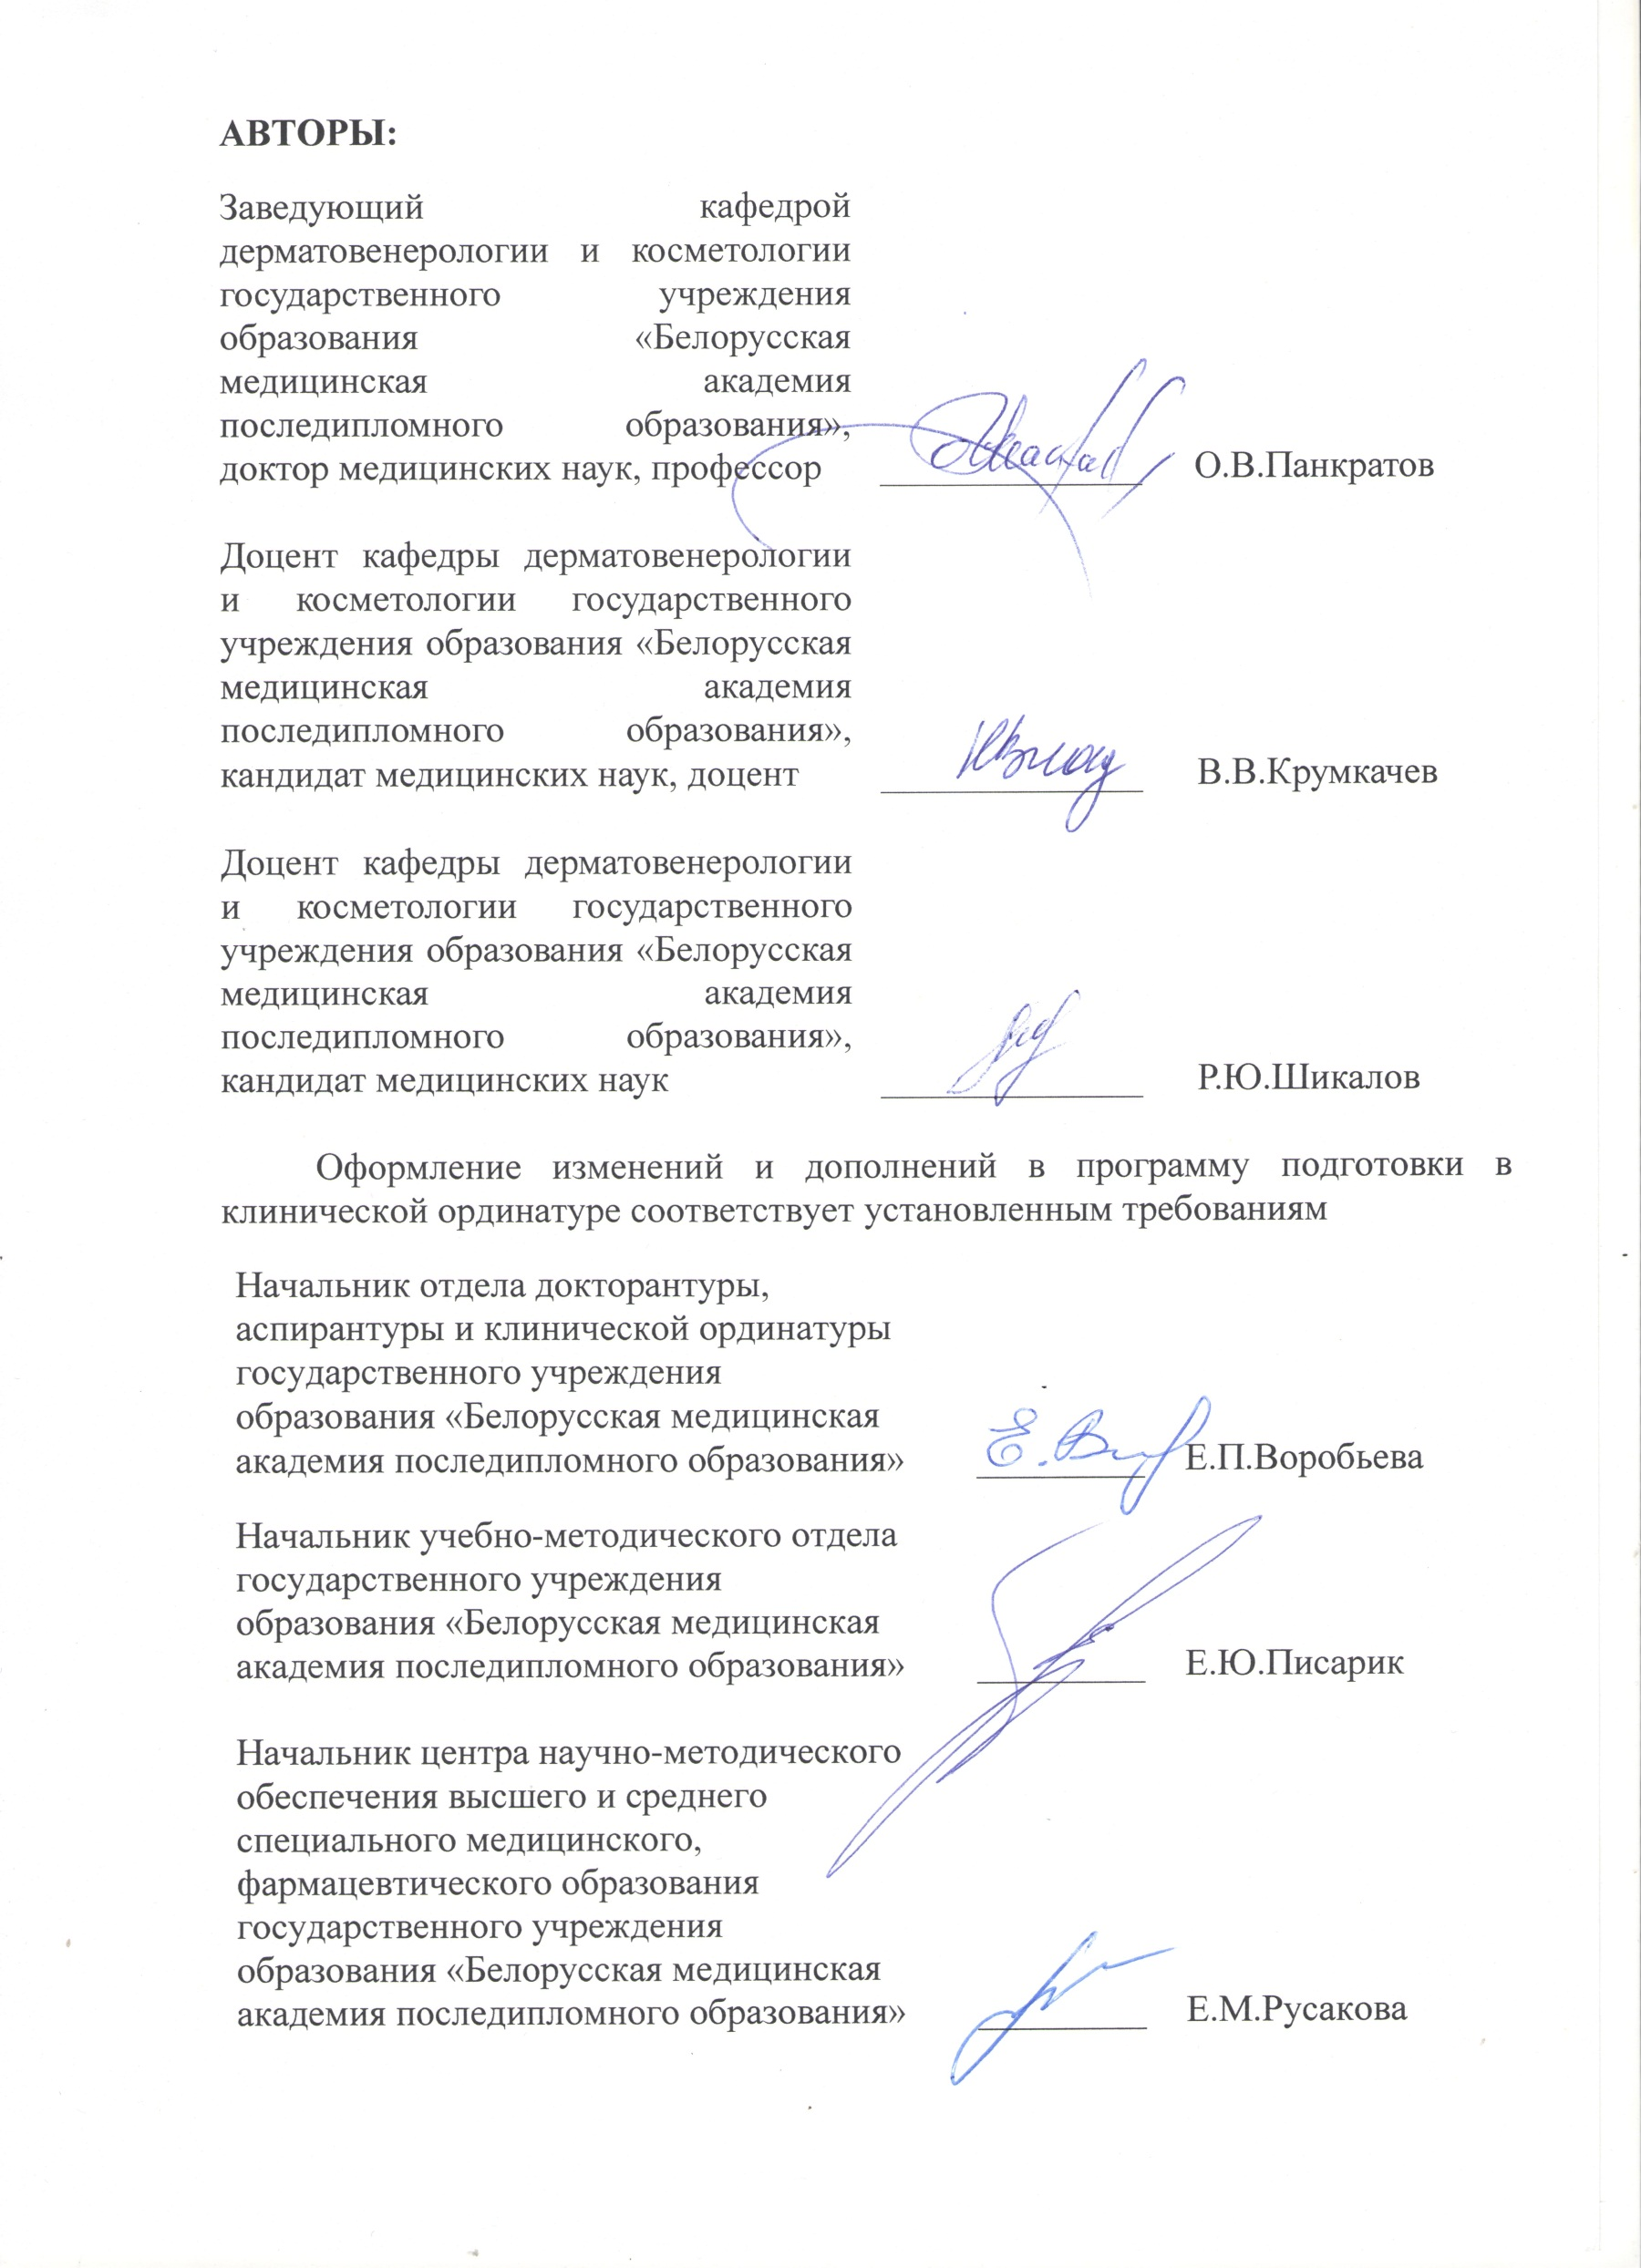 АВТОРЫ:
Заведующий кафедрой
дерматовенерологии и косметологии
государственного учреждения
образования «Белорусская
медицинская академия
последипломного образования»,
доктор медицинских наук, профессор О.В.Панкратов
Доцент кафедры дерматовенерологии
и косметологии государственного
учреждения образования «Белорусская
медицинская академия
последипломного образования»,
кандидат медицинских наук, доцент В.В.Крумкачев
Доцент кафедры дерматовенерологии
и косметологии государственного
учреждения образования «Белорусская
медицинская академия
последипломного образования»,
кандидат медицинских наук Р.Ю.Шикалов
Оформление изменений и дополнений в программу подготовки в
клинической ординатуре соответствует установленным требованиям
Начальник отдела докторантуры,
аспирантуры и клинической ординатуры
государственного учреждения
образования «Белорусская медицинская
академия последипломного образования» Е.П.Воробьева
Начальник учебно-методического отдела
государственного учреждения
образования «Белорусская медицинская
академия последипломного образования» Е.Ю.Писарик
Начальник центра научно-методического
обеспечения высшего и среднего
специального медицинского,
фармацевтического образования
государственного учреждения
образования «Белорусская медицинская
академия последипломного образования» Е.М.Русакова